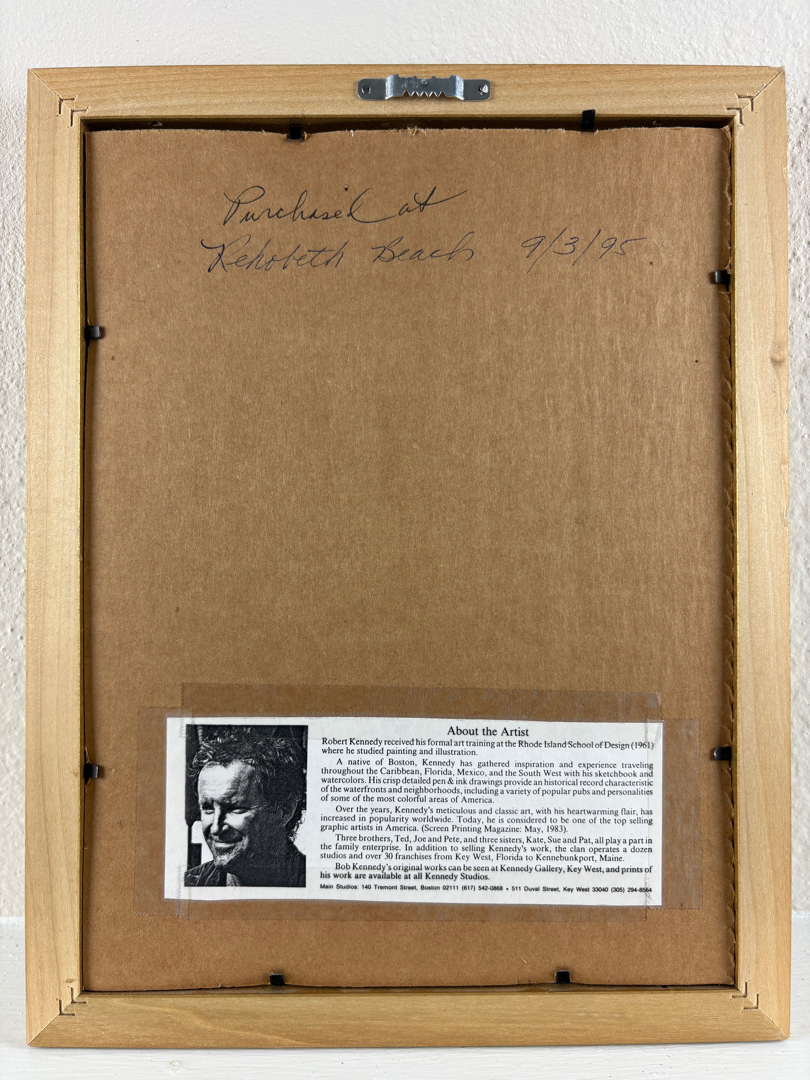 Purchased at
Rehobeth Beach 9/3/95
About the Artist
Robert Kennedy received his formal art training at the Rhode Island School of Design (1961)
where he studied painting and illustration.
A native of Boston, Kennedy has gathered inspiration and experience traveling
throughout the Caribbean, Florida, Mexico, and the South West with his sketchbook and
watercolors. His crisp detailed pen & ink drawings provide an historical record characteristic
of the waterfronts and neighborhoods, including a variety of popular pubs and personalities
of some of the most colorful areas of America.
Over the years, Kennedy's meticulous and classic art, with his heartwarming flair, has
increased in popularity worldwide. Today, he is considered to be one of the top selling
graphic artists in America. (Screen Printing Magazine: May, 1983).
Three brothers, Ted, Joe and Pete, and three sisters, Kate, Sue and Pat, all play a part in
the family enterprise. In addition to selling Kennedy's work, the clan operates a dozen
studios and over 30 franchises from Key West, Florida to Kennebunkport, Maine.
Bob Kennedy's original works can be seen at Kennedy Gallery, Key West, and prints of
his work are available at all Kennedy Studios.
Main Studios: 140 Tremont Street, Boston 02111 (617) 542-0868 • 511 Duval Street, Key West 33040 (305) 294-8564